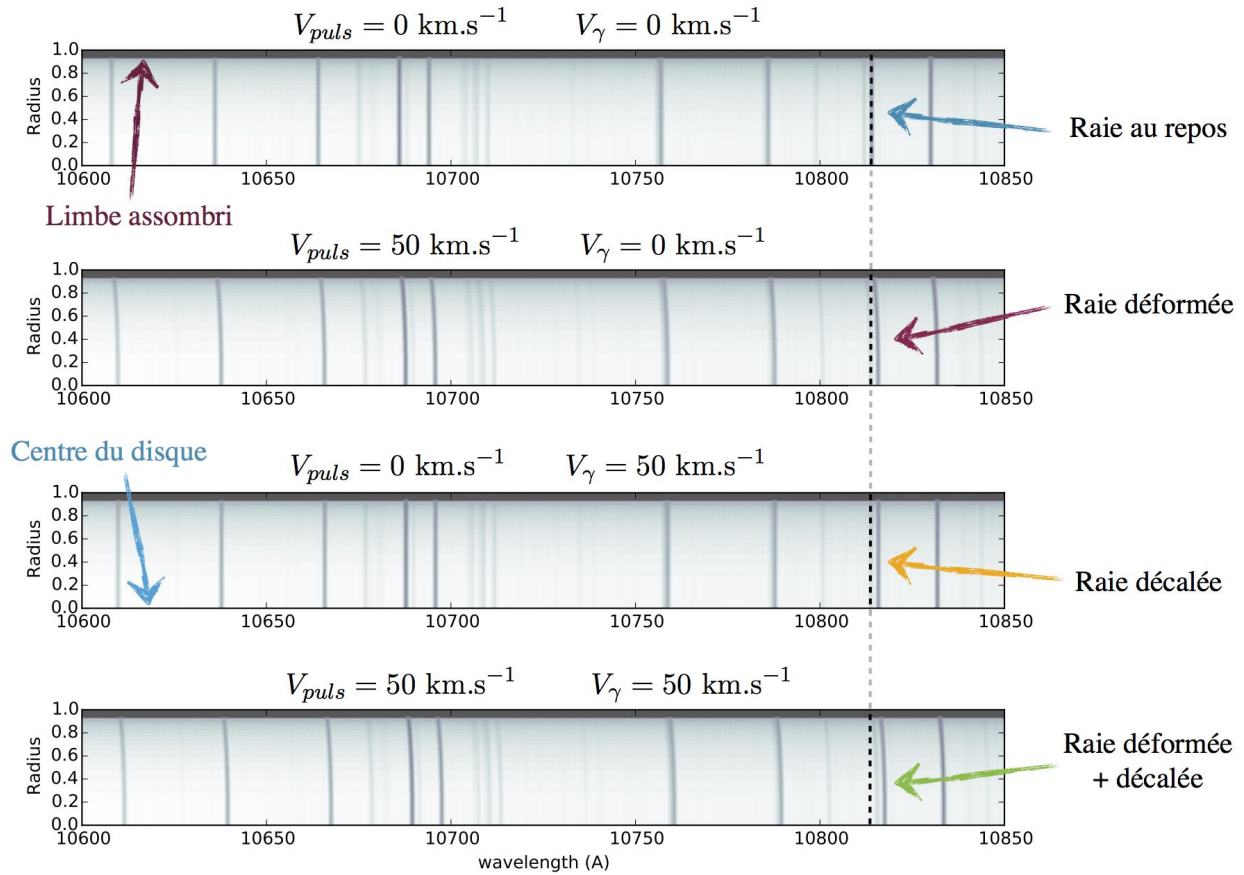 V_puls = 0 km.s⁻¹ V_γ = 0 km.s⁻¹
1.0
0.8
0.6
0.4
0.2
0.0
Radius
10600 10650 10700 10750 10800 10850
Raie au repos
Limbe assombri
V_puls = 50 km.s⁻¹ V_γ = 0 km.s⁻¹
1.0
0.8
0.6
0.4
0.2
0.0
Radius
10600 10650 10700 10750 10800 10850
Raie déformée
Centre du disque
V_puls = 0 km.s⁻¹ V_γ = 50 km.s⁻¹
1.0
0.8
0.6
0.4
0.2
0.0
Radius
10600 10650 10700 10750 10800 10850
Raie décalée
V_puls = 50 km.s⁻¹ V_γ = 50 km.s⁻¹
1.0
0.8
0.6
0.4
0.2
0.0
Radius
10600 10650 10700 10750 10800 10850
Raie déformée
+ décalée
wavelength (A)